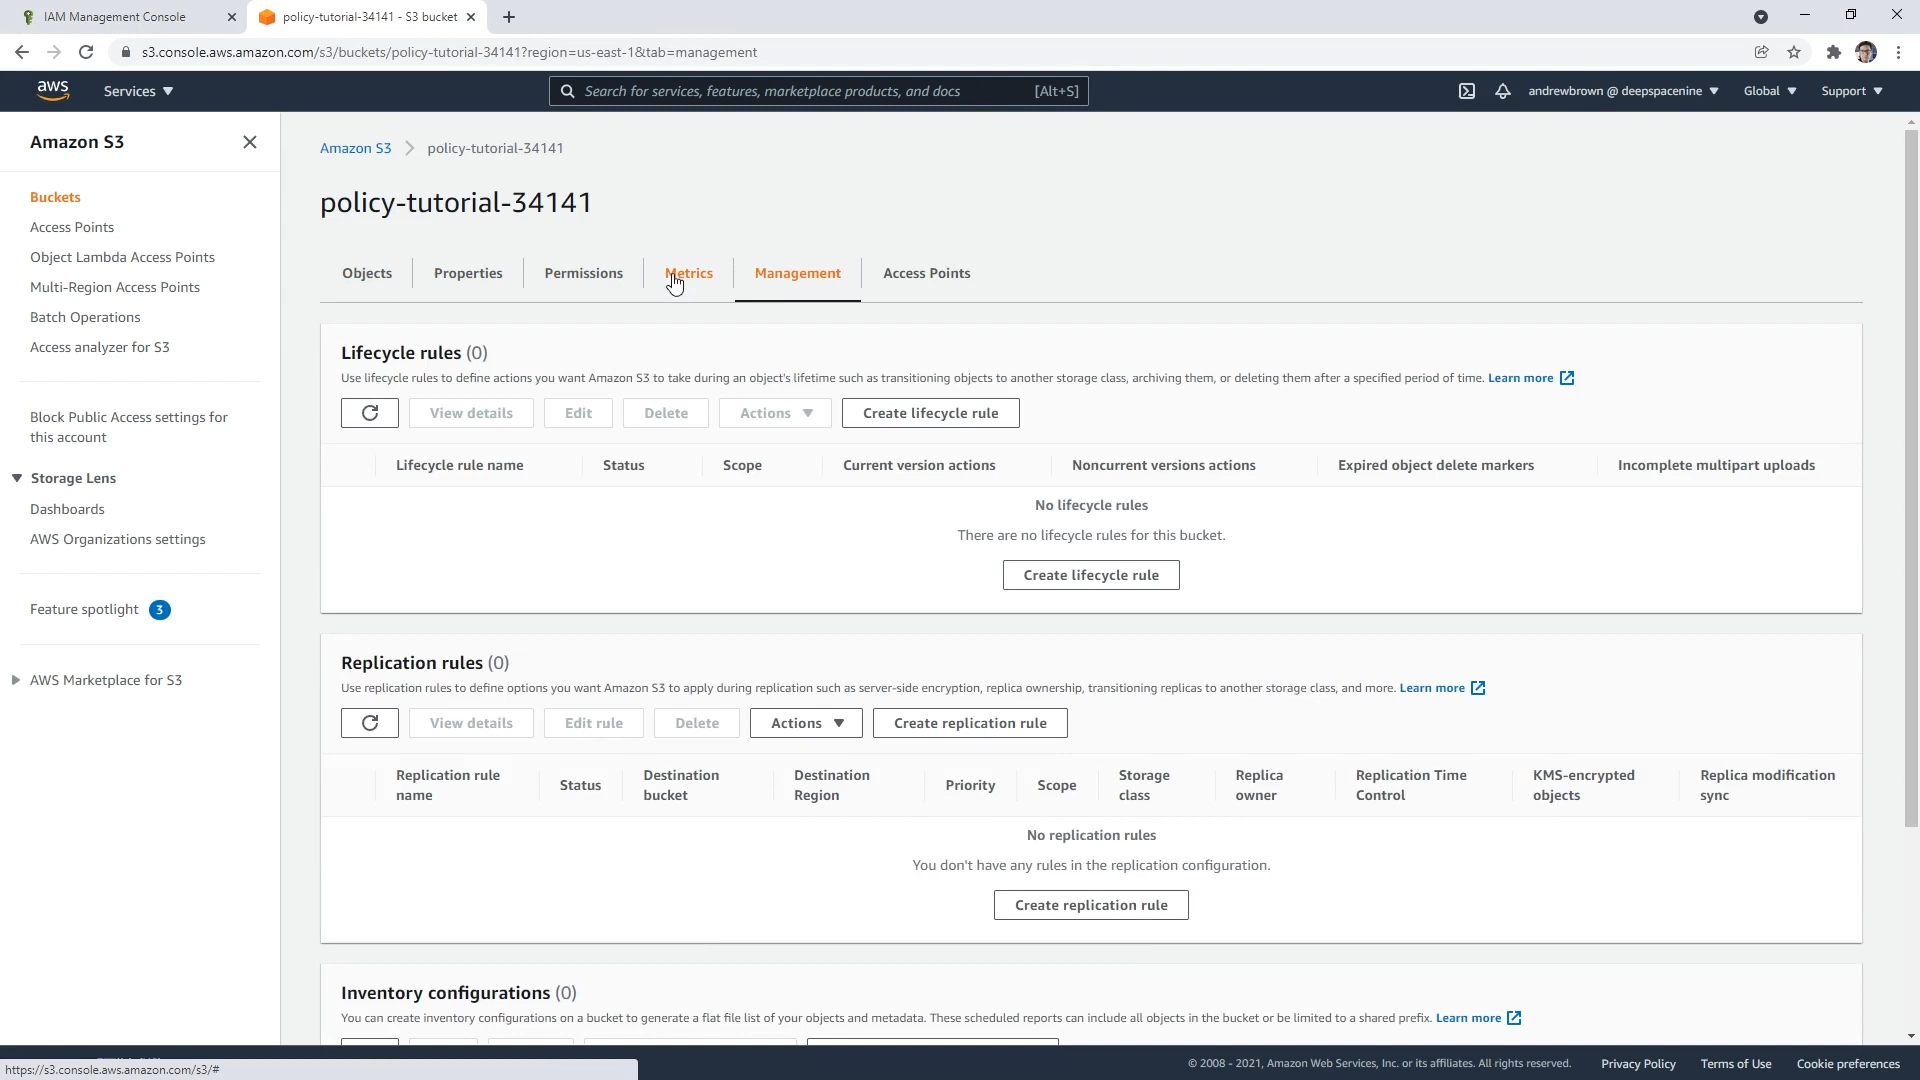 IAM Management Console
policy-tutorial-34141 - S3 bucket
s3.console.aws.amazon.com/s3/buckets/policy-tutorial-34141?region=us-east-1&tab=management
aws
Services
Search for services, features, marketplace products, and docs
[Alt+S]
andrewbrown @ deepspacenine
Global
Support
Amazon S3
Buckets
Access Points
Object Lambda Access Points
Multi-Region Access Points
Batch Operations
Access analyzer for S3
Block Public Access settings for
this account
Storage Lens
Dashboards
AWS Organizations settings
Feature spotlight 3
AWS Marketplace for S3
Amazon S3
policy-tutorial-34141
policy-tutorial-34141
Objects
Properties
Permissions
Metrics
Management
Access Points
Lifecycle rules (0)
Use lifecycle rules to define actions you want Amazon S3 to take during an object's lifetime such as transitioning objects to another storage class, archiving them, or deleting them after a specified period of time. Learn more
View details
Edit
Delete
Actions
Create lifecycle rule
Lifecycle rule name
Status
Scope
Current version actions
Noncurrent versions actions
Expired object delete markers
Incomplete multipart uploads
No lifecycle rules
There are no lifecycle rules for this bucket.
Create lifecycle rule
Replication rules (0)
Use replication rules to define options you want Amazon S3 to apply during replication such as server-side encryption, replica ownership, transitioning replicas to another storage class, and more. Learn more
View details
Edit rule
Delete
Actions
Create replication rule
Replication rule
name
Status
Destination
bucket
Destination
Region
Priority
Scope
Storage
class
Replica
owner
Replication Time
Control
KMS-encrypted
objects
Replica modification
sync
No replication rules
You don't have any rules in the replication configuration.
Create replication rule
Inventory configurations (0)
You can create inventory configurations on a bucket to generate a flat file list of your objects and metadata. These scheduled reports can include all objects in the bucket or be limited to a shared prefix. Learn more
https://s3.console.aws.amazon.com/s3/#
© 2008 - 2021, Amazon Web Services, Inc. or its affiliates. All rights reserved.
Privacy Policy
Terms of Use
Cookie preferences